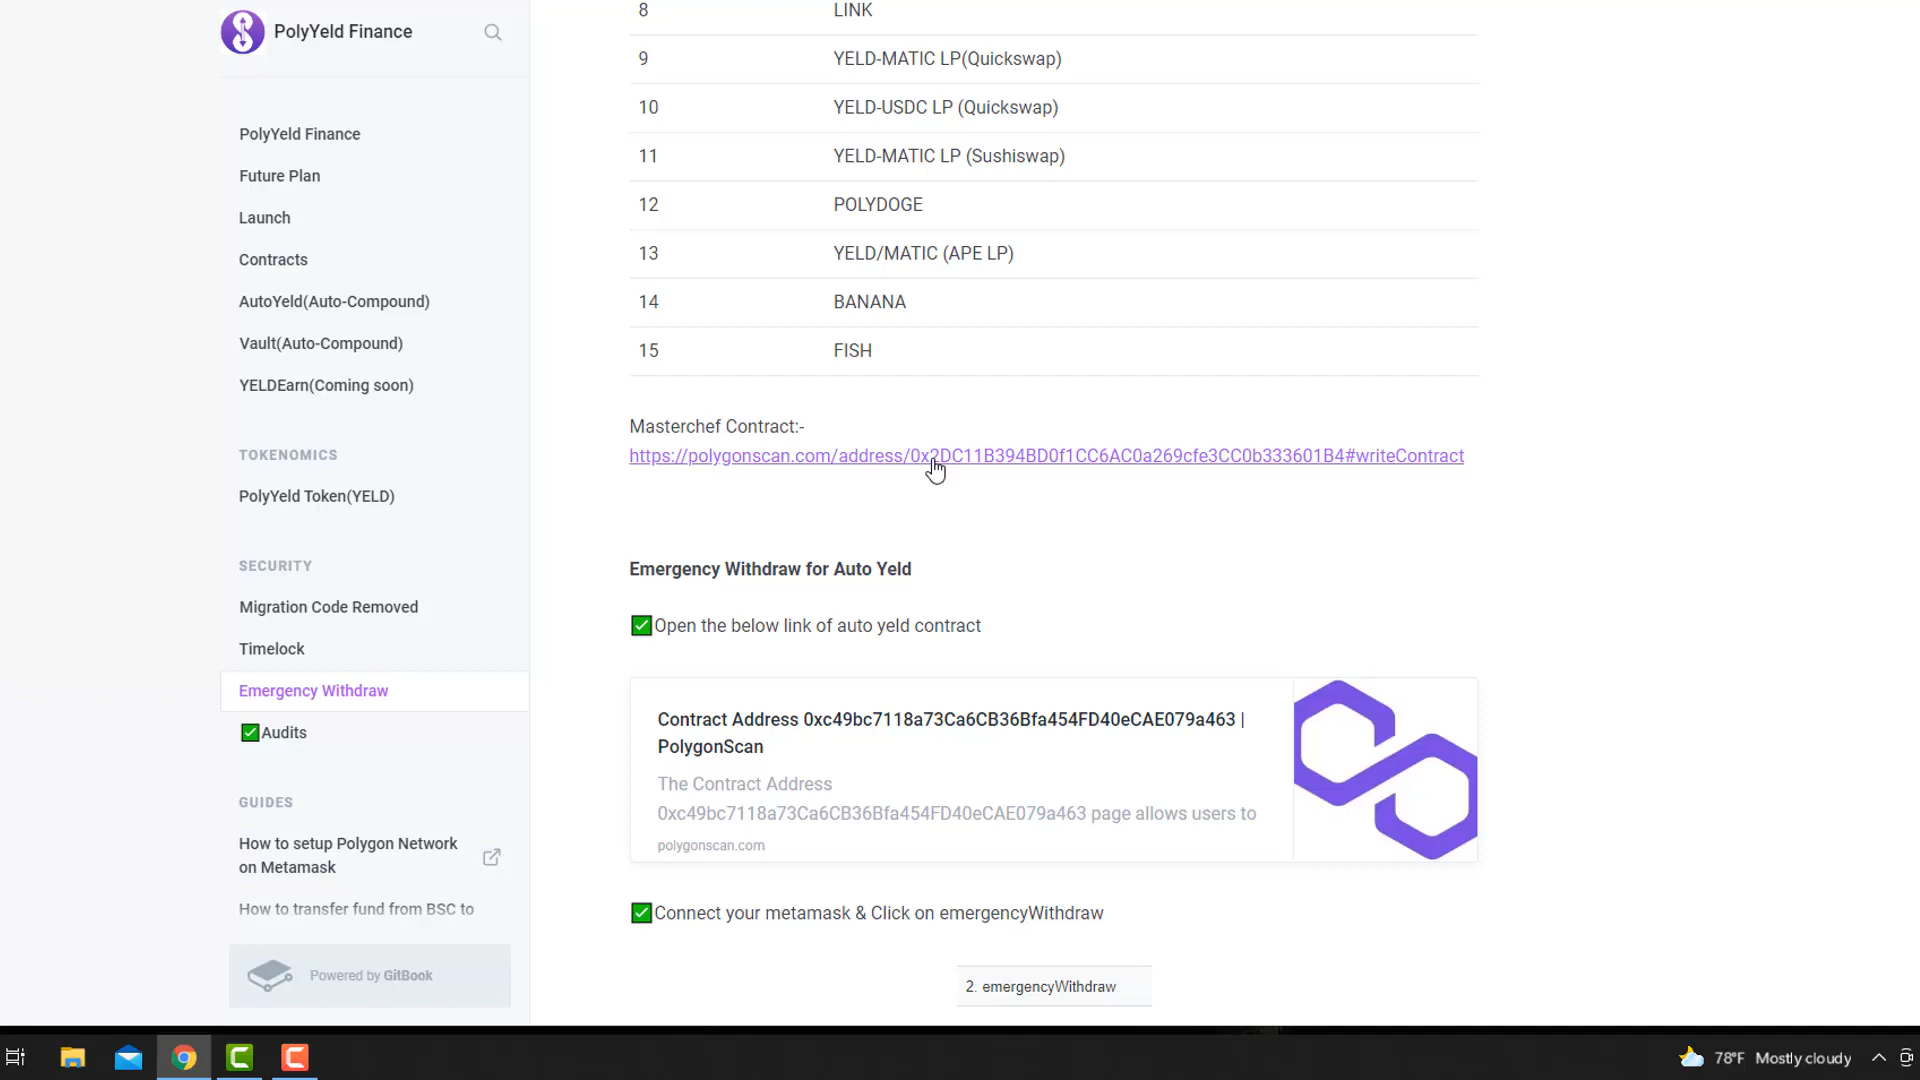 PolyYeld Finance
PolyYeld Finance
Future Plan
Launch
Contracts
AutoYeld(Auto-Compound)
Vault(Auto-Compound)
YELDEarn(Coming soon)
TOKENOMICS
PolyYeld Token(YELD)
SECURITY
Migration Code Removed
Timelock
Emergency Withdraw
✅Audits
GUIDES
How to setup Polygon Network
on Metamask
How to transfer fund from BSC to
Powered by GitBook
8 LINK
9 YELD-MATIC LP(Quickswap)
10 YELD-USDC LP (Quickswap)
11 YELD-MATIC LP (Sushiswap)
12 POLYDOGE
13 YELD/MATIC (APE LP)
14 BANANA
15 FISH
Masterchef Contract:-
https://polygonscan.com/address/0x2DC11B394BD0f1CC6AC0a269cfe3CC0b333601B4#writeContract
Emergency Withdraw for Auto Yeld
✅Open the below link of auto yeld contract
Contract Address 0xc49bc7118a73Ca6CB36Bfa454FD40eCAE079a463 |
PolygonScan
The Contract Address
0xc49bc7118a73Ca6CB36Bfa454FD40eCAE079a463 page allows users to
polygonscan.com
✅Connect your metamask & Click on emergencyWithdraw
2. emergencyWithdraw
78°F Mostly cloudy